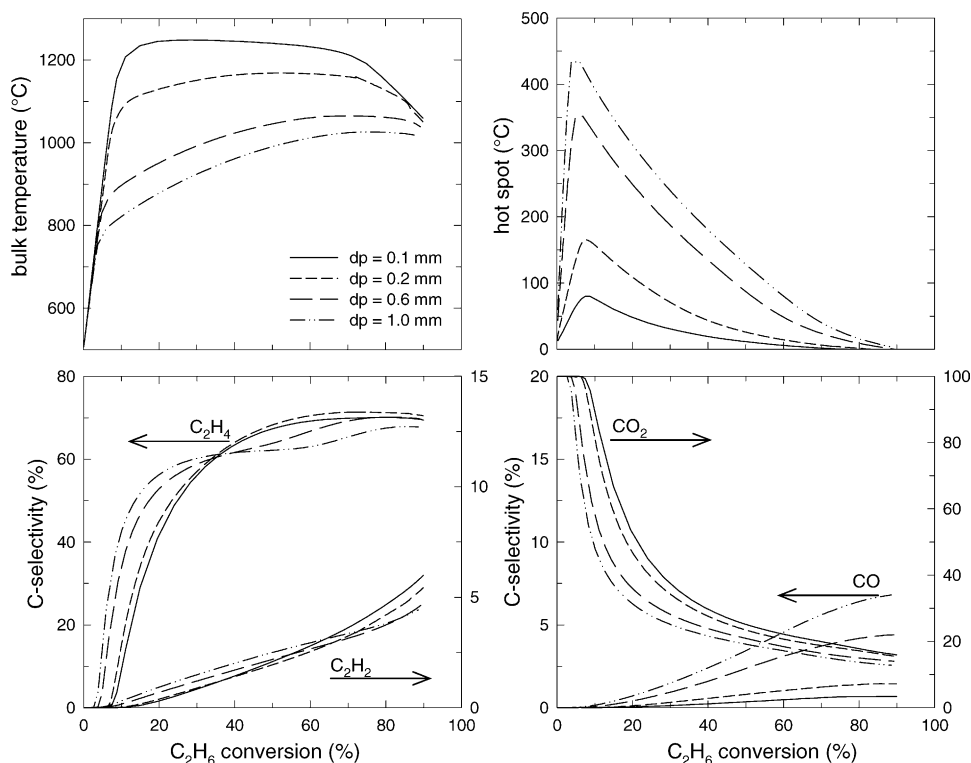 1200
1000
800
600
bulk temperature (°C)
dp = 0.1 mm
dp = 0.2 mm
dp = 0.6 mm
dp = 1.0 mm
500
400
300
200
100
0
hot spot (°C)
80
60
40
20
0
C-selectivity (%)
C₂H₄
C₂H₂
15
10
5
0
0 20 40 60 80 100
C₂H₆ conversion (%)
20
15
10
5
0
C-selectivity (%)
CO₂
CO
100
80
60
40
20
0
0 20 40 60 80 100
C₂H₆ conversion (%)